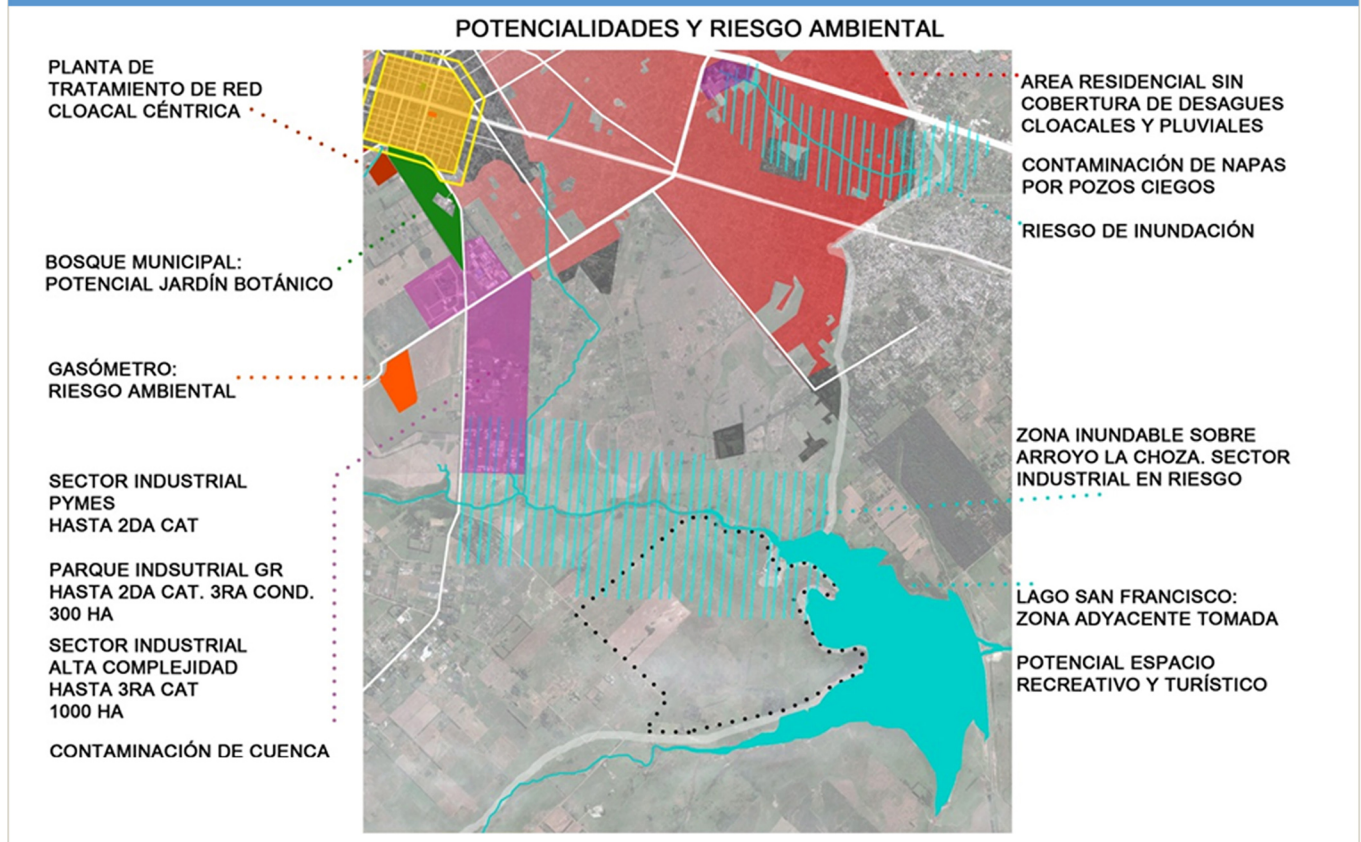 POTENCIALIDADES Y RIESGO AMBIENTAL
PLANTA DE
TRATAMIENTO DE RED
CLOACAL CÉNTRICA
BOSQUE MUNICIPAL:
POTENCIAL JARDÍN BOTÁNICO
GASÓMETRO:
RIESGO AMBIENTAL
SECTOR INDUSTRIAL
PYMES
HASTA 2DA CAT
PARQUE INDSUTRIAL GR
HASTA 2DA CAT. 3RA COND.
300 HA
SECTOR INDUSTRIAL
ALTA COMPLEJIDAD
HASTA 3RA CAT
1000 HA
CONTAMINACIÓN DE CUENCA
AREA RESIDENCIAL SIN
COBERTURA DE DESAGUES
CLOACALES Y PLUVIALES
CONTAMINACIÓN DE NAPAS
POR POZOS CIEGOS
RIESGO DE INUNDACIÓN
ZONA INUNDABLE SOBRE
ARROYO LA CHOZA. SECTOR
INDUSTRIAL EN RIESGO
LAGO SAN FRANCISCO:
ZONA ADYACENTE TOMADA
POTENCIAL ESPACIO
RECREATIVO Y TURÍSTICO